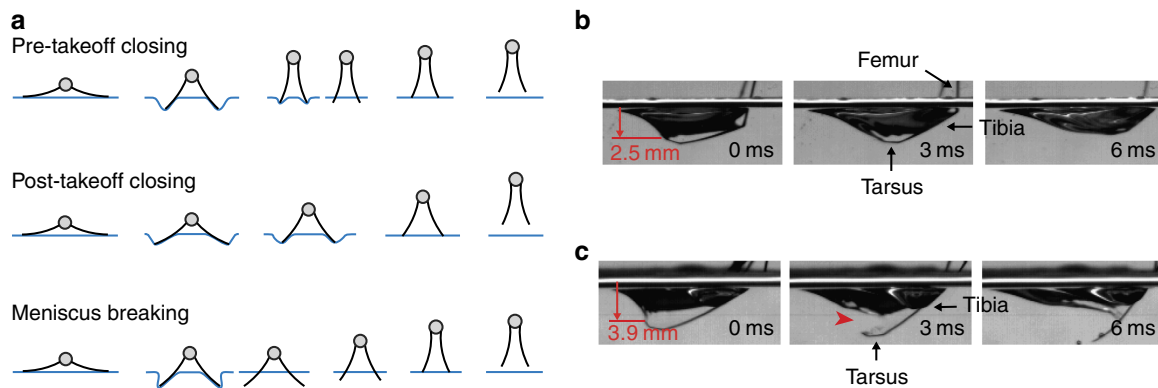 a
Pre-takeoff closing
Post-takeoff closing
Meniscus breaking
b
Femur
2.5 mm
0 ms
3 ms
Tibia
6 ms
Tarsus
c
3.9 mm
0 ms
3 ms
Tibia
6 ms
Tarsus